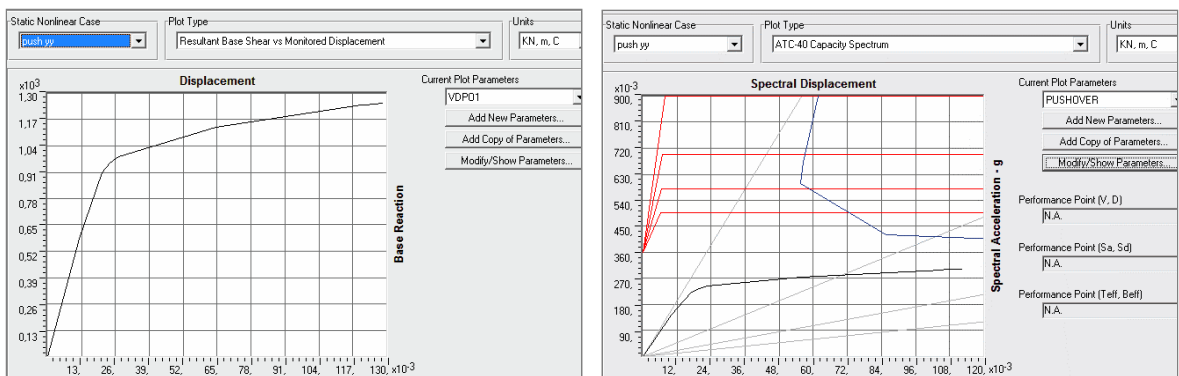 Static Nonlinear Case
Plot Type
Units
push yy
Resultant Base Shear vs Monitored Displacement
KN, m, C
Displacement
x10³
1,30
1,17
1,04
0,91
0,78
0,65
0,52
0,39
0,26
0,13
13, 26, 39, 52, 65, 78, 91, 104, 117, 130, x10-3
Base Reaction
Current Plot Parameters
VDPO1
Add New Parameters...
Add Copy of Parameters...
Modify/Show Parameters...
Static Nonlinear Case
Plot Type
Units
push yy
ATC-40 Capacity Spectrum
KN, m, C
Spectral Displacement
x10-3
900,
810,
720,
630,
540,
450,
360,
270,
180,
90,
12, 24, 36, 48, 60, 72, 84, 96, 108, 120, x10-3
Spectral Acceleration - g
Current Plot Parameters
PUSHOVER
Add New Parameters...
Add Copy of Parameters...
Modify/Show Parameters...
Performance Point (V, D)
N.A.
Performance Point (Sa, Sd)
N.A.
Performance Point (Teff, Beff)
N.A.